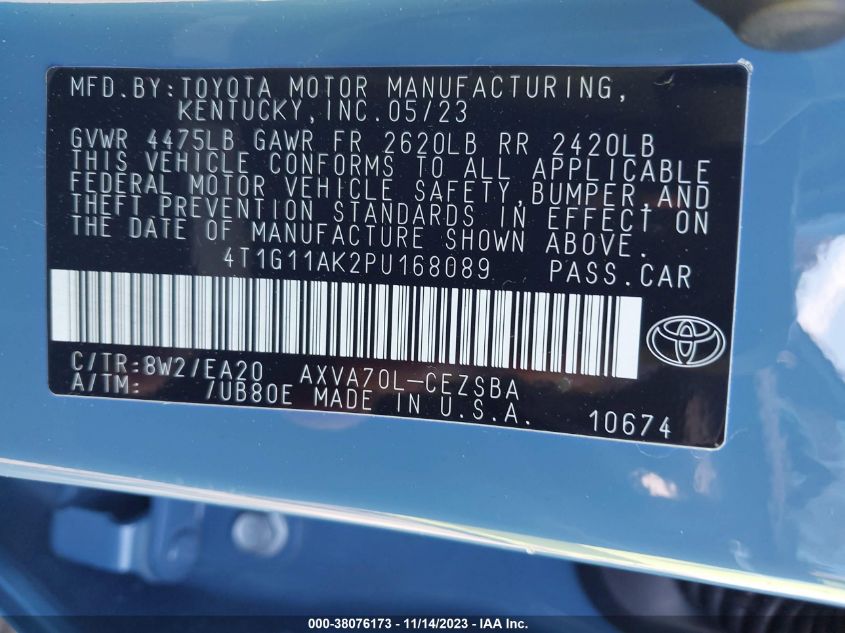 MFD.BY:TOYOTA MOTOR MANUFACTURING,
KENTUCKY,INC.05/23
GVWR 4475LB GAWR FR 2620LB RR 2420LB
THIS VEHICLE CONFORMS TO ALL APPLICABLE
FEDERAL MOTOR VEHICLE SAFETY,BUMPER,AND
THEFT PREVENTION STANDARDS IN EFFECT ON
THE DATE OF MANUFACTURE SHOWN ABOVE.
4T1G11AK2PU168089 PASS.CAR
C/TR:8W2/EA20 AXVA70L-CEZSBA
A/TM: /UB80E MADE IN U.S.A. 10674
000-38076173 - 11/14/2023 - IAA Inc.